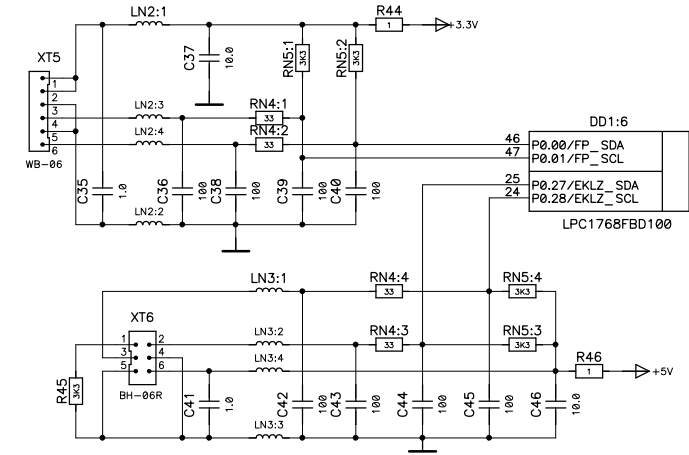 LN2:1
R44
1
+3.3V
XT5
C37
10.0
RN5:1
3K3
RN5:2
3K3
1
2
3
4
5
6
WB-06
LN2:3
LN2:4
RN4:1
33
RN4:2
33
DD1:6
46
P0.00/FP_SDA
47
P0.01/FP_SCL
25
P0.27/EKLZ_SDA
24
P0.28/EKLZ_SCL
LPC1768FBD100
C35
1.0
C36
100
C38
100
C39
100
C40
100
LN2:2
LN3:1
RN4:4
33
RN5:4
3K3
XT6
1
2
3
4
5
6
BH-06R
LN3:2
LN3:4
RN4:3
33
RN5:3
3K3
R46
1
+5V
R45
3K3
C41
1.0
C42
100
C43
100
C44
100
C45
100
C46
10.0
LN3:3